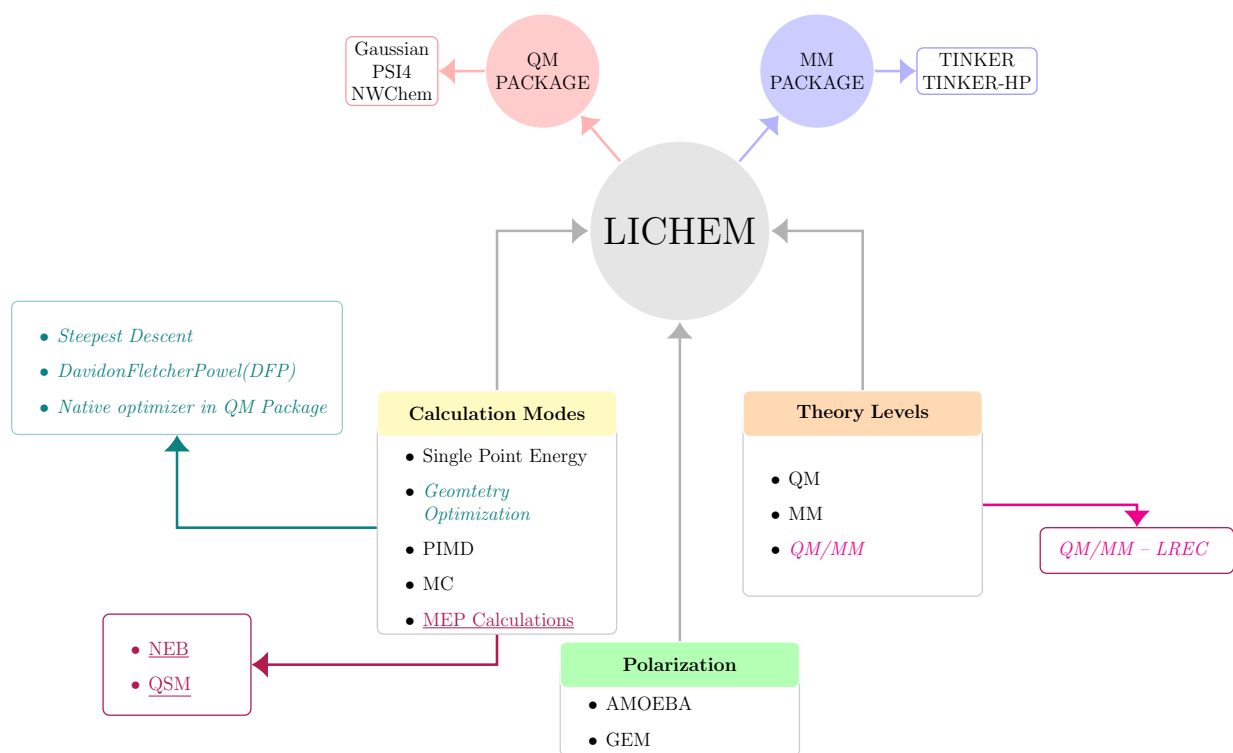 Gaussian
PSI4
NWChem
QM
PACKAGE
MM
PACKAGE
TINKER
TINKER-HP
LICHEM
• Steepest Descent
• DavidonFletcherPowel(DFP)
• Native optimizer in QM Package
Calculation Modes
• Single Point Energy
• Geomtetry
Optimization
• PIMD
• MC
• MEP Calculations
Theory Levels
• QM
• MM
• QM/MM
QM/MM – LREC
• NEB
• QSM
Polarization
• AMOEBA
• GEM